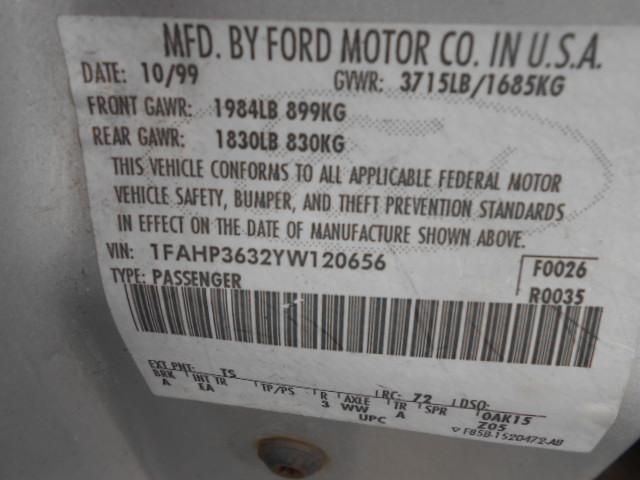 MFD. BY FORD MOTOR CO. IN U.S.A.
DATE: 10/99 GVWR: 3715LB/1685KG
FRONT GAWR: 1984LB 899KG
REAR GAWR: 1830LB 830KG
THIS VEHICLE CONFORMS TO ALL APPLICABLE FEDERAL MOTOR
VEHICLE SAFETY, BUMPER, AND THEFT PREVENTION STANDARDS
IN EFFECT ON THE DATE OF MANUFACTURE SHOWN ABOVE.
VIN: 1FAHP3632YW120656 F0026
TYPE: PASSENGER R0035
EXT PNT: TS RC: 72 DSO:
BRK INT TR TP/PS R AXLE TR SPR 0AK15
A EA 3 WW A Z05
UPC ▽ F85B-1520472-AB